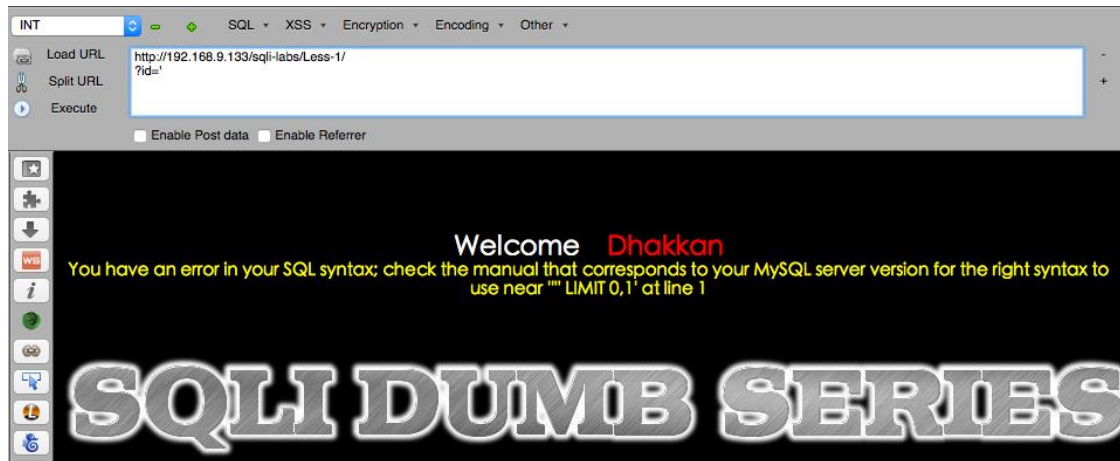 INT
SQL XSS Encryption Encoding Other
Load URL
Split URL
Execute
http://192.168.9.133/sqli-labs/Less-1/
?id='
-
+
Enable Post data Enable Referrer
WS
i
Welcome Dhakkan
You have an error in your SQL syntax; check the manual that corresponds to your MySQL server version for the right syntax to
use near '''' LIMIT 0,1' at line 1
SQLI DUMB SERIES